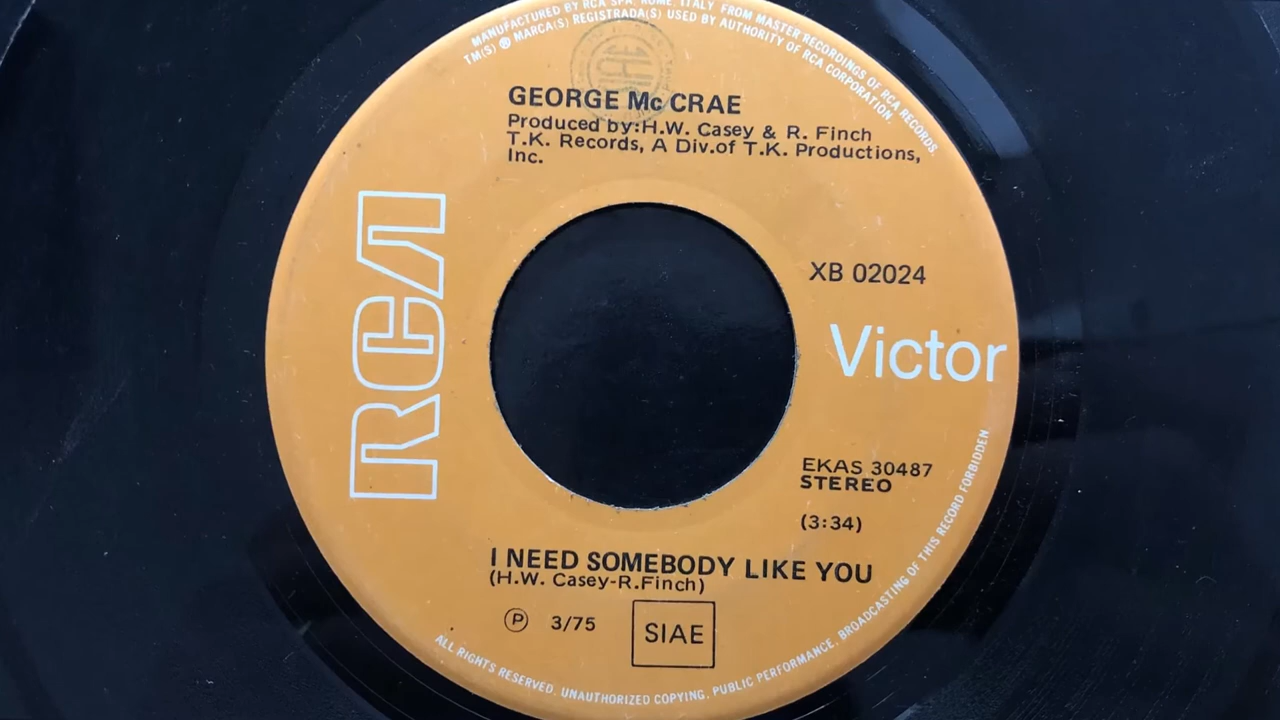 MANUFACTURED BY RCA SPA, ROME, ITALY FROM MASTER RECORDINGS OF RCA RECORDS.
TM(S) ® MARCA(S) REGISTRADA(S) USED BY AUTHORITY OF RCA CORPORATION.
GEORGE Mc CRAE
Produced by:H.W. Casey & R. Finch
T.K. Records, A Div.of T.K. Productions,
Inc.
RCA
XB 02024
Victor
EKAS 30487
STEREO
(3:34)
I NEED SOMEBODY LIKE YOU
(H.W. Casey-R.Finch)
Ⓟ 3/75
SIAE
ALL RIGHTS RESERVED. UNAUTHORIZED COPYING, PUBLIC PERFORMANCE, BROADCASTING OF THIS RECORD FORBIDDEN